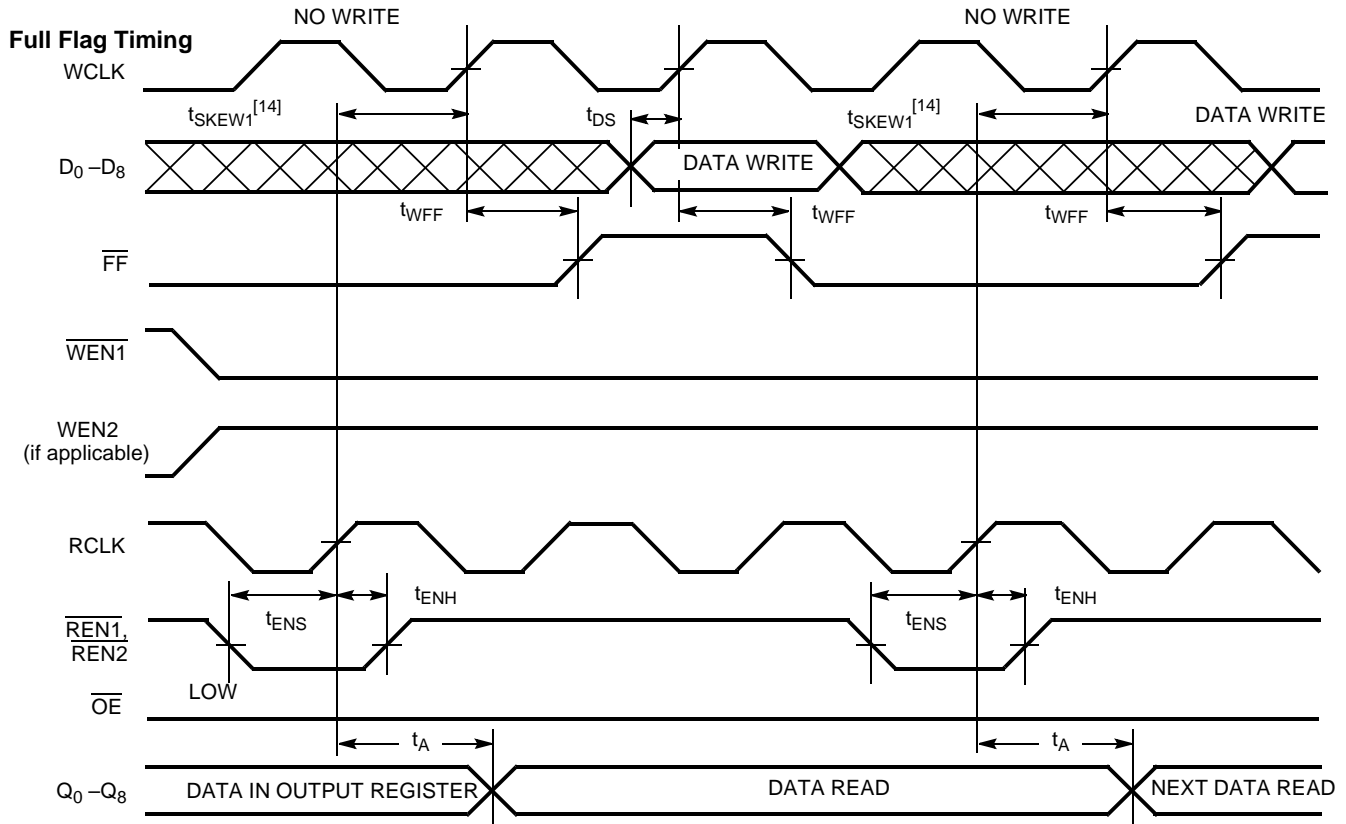 NO WRITE NO WRITE
Full Flag Timing
WCLK
tSKEW1[14] tDS tSKEW1[14] DATA WRITE
D0 –D8 DATA WRITE
tWFF tWFF tWFF
FF
WEN1
WEN2
(if applicable)
RCLK
tENH tENH
tENS tENS
REN1,
REN2
LOW
OE
tA tA
Q0 –Q8 DATA IN OUTPUT REGISTER DATA READ NEXT DATA READ